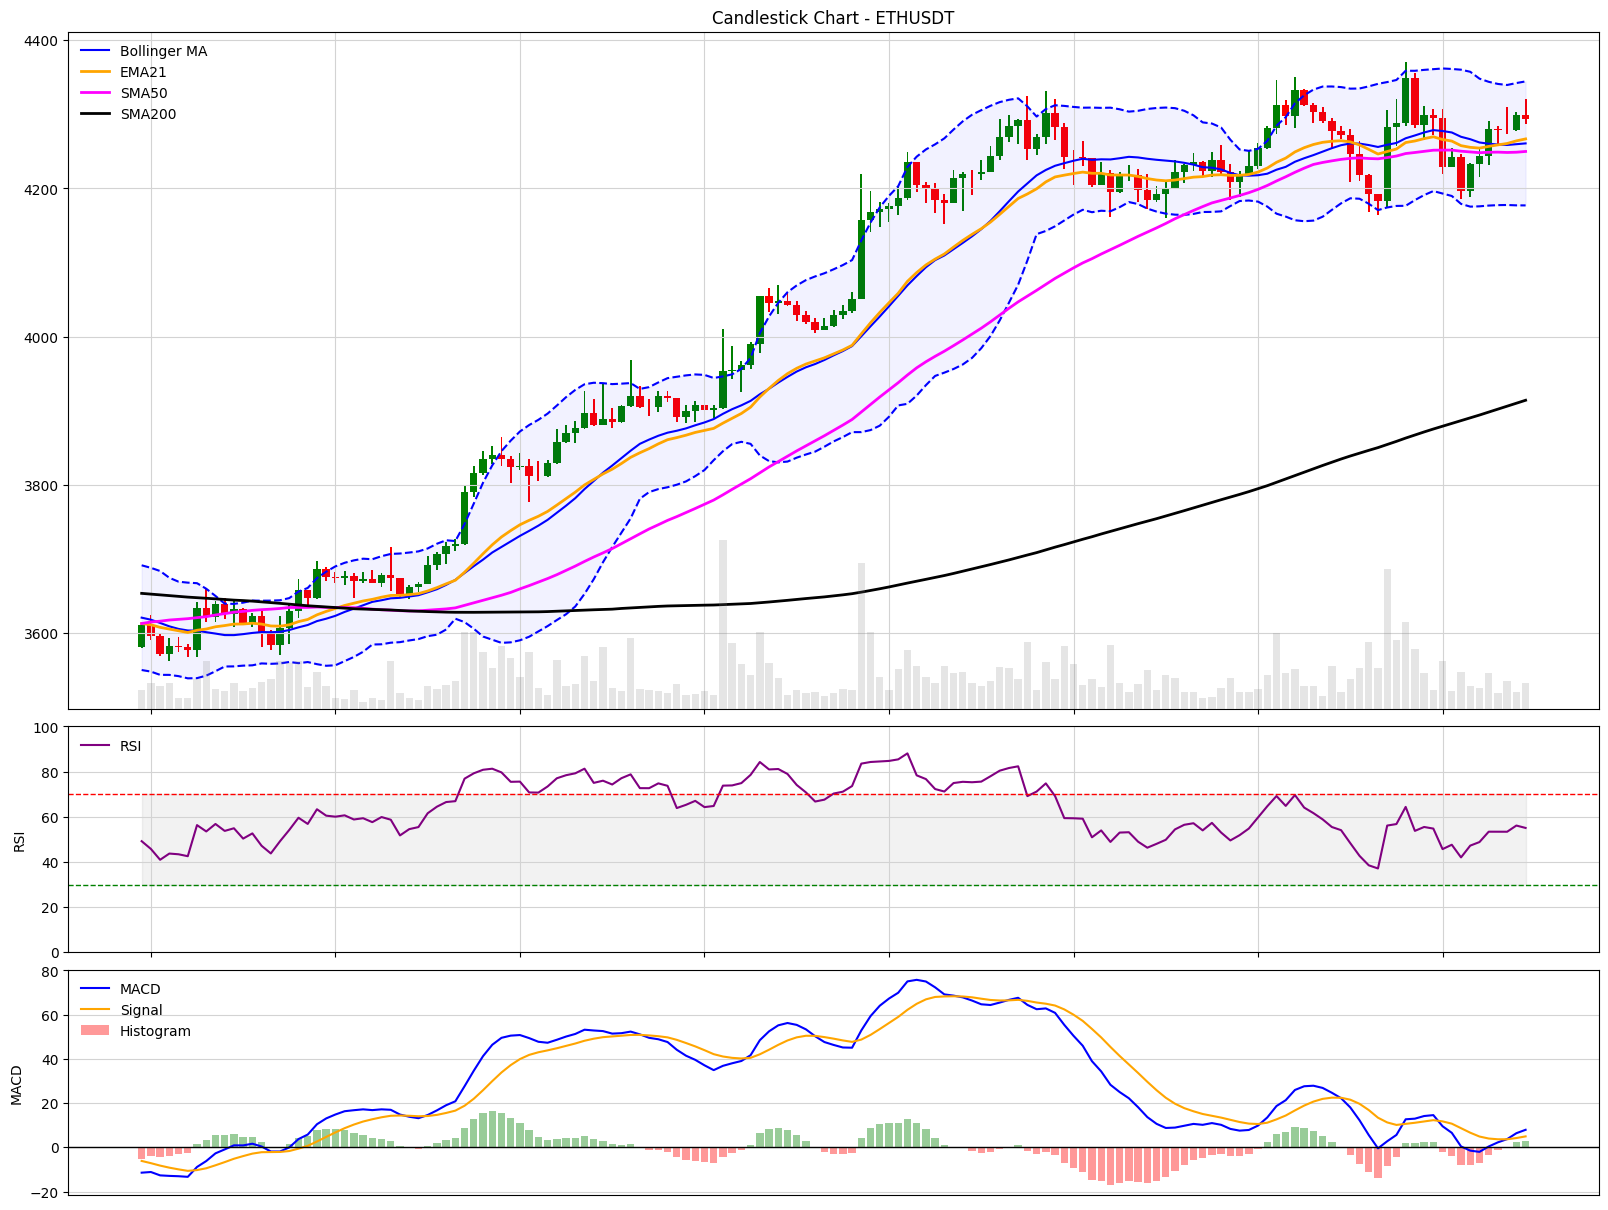 Candlestick Chart - ETHUSDT
4400
4200
4000
3800
3600
Bollinger MA
EMA21
SMA50
SMA200
100
80
60
40
20
0
RSI
RSI
80
60
40
20
0
−20
MACD
MACD
Signal
Histogram